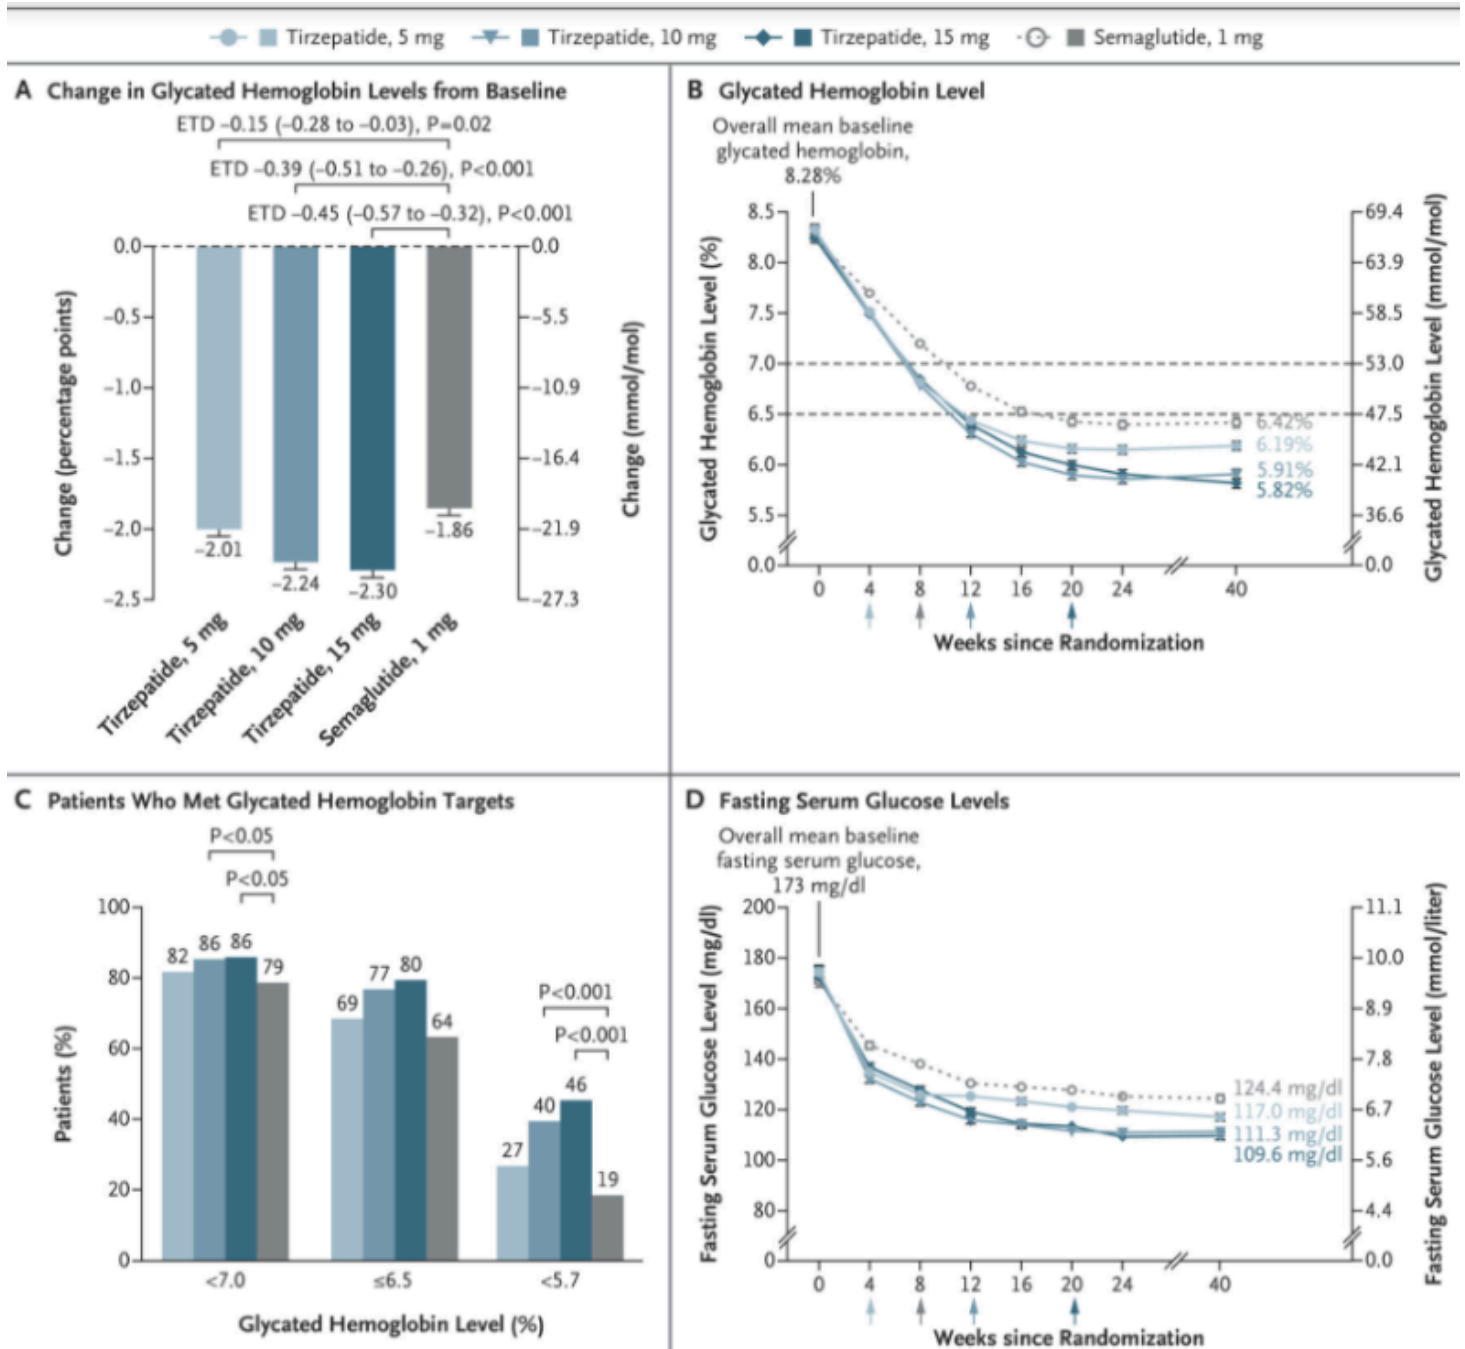 Tirzepatide, 5 mg Tirzepatide, 10 mg Tirzepatide, 15 mg Semaglutide, 1 mg
A Change in Glycated Hemoglobin Levels from Baseline
ETD –0.15 (–0.28 to –0.03), P=0.02
ETD –0.39 (–0.51 to –0.26), P<0.001
ETD –0.45 (–0.57 to –0.32), P<0.001
Change (percentage points)
0.0
–0.5
–1.0
–1.5
–2.0
–2.5
–2.01
–2.24
–2.30
–1.86
0.0
–5.5
–10.9
–16.4
–21.9
–27.3
Change (mmol/mol)
Tirzepatide, 5 mg
Tirzepatide, 10 mg
Tirzepatide, 15 mg
Semaglutide, 1 mg
B Glycated Hemoglobin Level
Overall mean baseline
glycated hemoglobin,
8.28%
Glycated Hemoglobin Level (%)
8.5
8.0
7.5
7.0
6.5
6.0
5.5
0.0
6.42%
6.19%
5.91%
5.82%
69.4
63.9
58.5
53.0
47.5
42.1
36.6
0.0
Glycated Hemoglobin Level (mmol/mol)
0 4 8 12 16 20 24 40
Weeks since Randomization
C Patients Who Met Glycated Hemoglobin Targets
P<0.05
P<0.05
Patients (%)
100
80
60
40
20
0
82 86 86 79
69 77 80 64
P<0.001
P<0.001
27 40 46 19
<7.0 ≤6.5 <5.7
Glycated Hemoglobin Level (%)
D Fasting Serum Glucose Levels
Overall mean baseline
fasting serum glucose,
173 mg/dl
Fasting Serum Glucose Level (mg/dl)
200
180
160
140
120
100
80
0
124.4 mg/dl
117.0 mg/dl
111.3 mg/dl
109.6 mg/dl
11.1
10.0
8.9
7.8
6.7
5.6
4.4
0.0
Fasting Serum Glucose Level (mmol/liter)
0 4 8 12 16 20 24 40
Weeks since Randomization